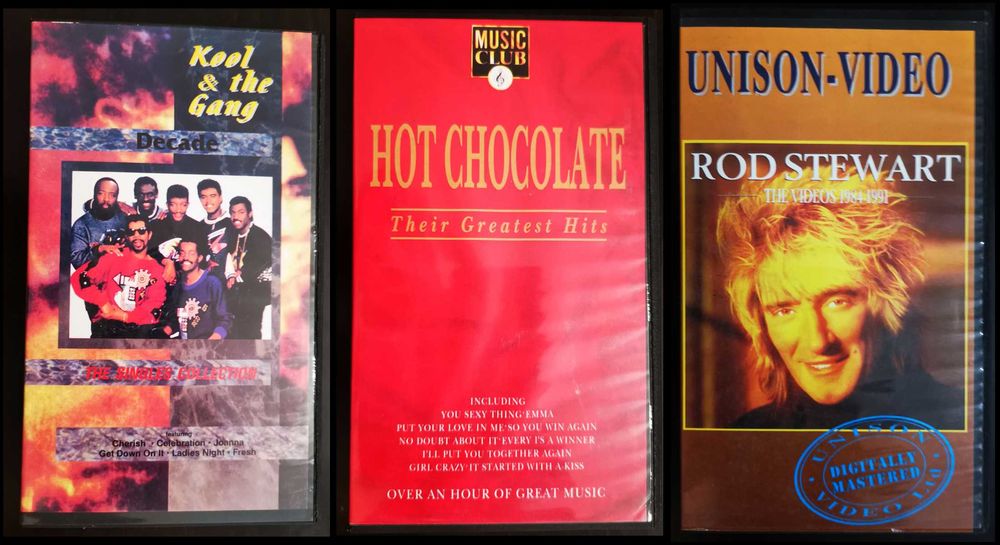 Kool
& the
Gang
Decade
THE SINGLES COLLECTION
featuring
Cherish • Celebration • Joanna
Get Down On It • Ladies Night • Fresh
MUSIC
CLUB
HOT CHOCOLATE
Their Greatest Hits
INCLUDING
YOU SEXY THING·EMMA
PUT YOUR LOVE IN ME·SO YOU WIN AGAIN
NO DOUBT ABOUT IT·EVERY 1'S A WINNER
I'LL PUT YOU TOGETHER AGAIN
GIRL CRAZY·IT STARTED WITH A KISS
OVER AN HOUR OF GREAT MUSIC
UNISON-VIDEO
ROD STEWART
THE VIDEOS 1984-1991
UNISON
DIGITALLY
MASTERED
VIDEO LTD